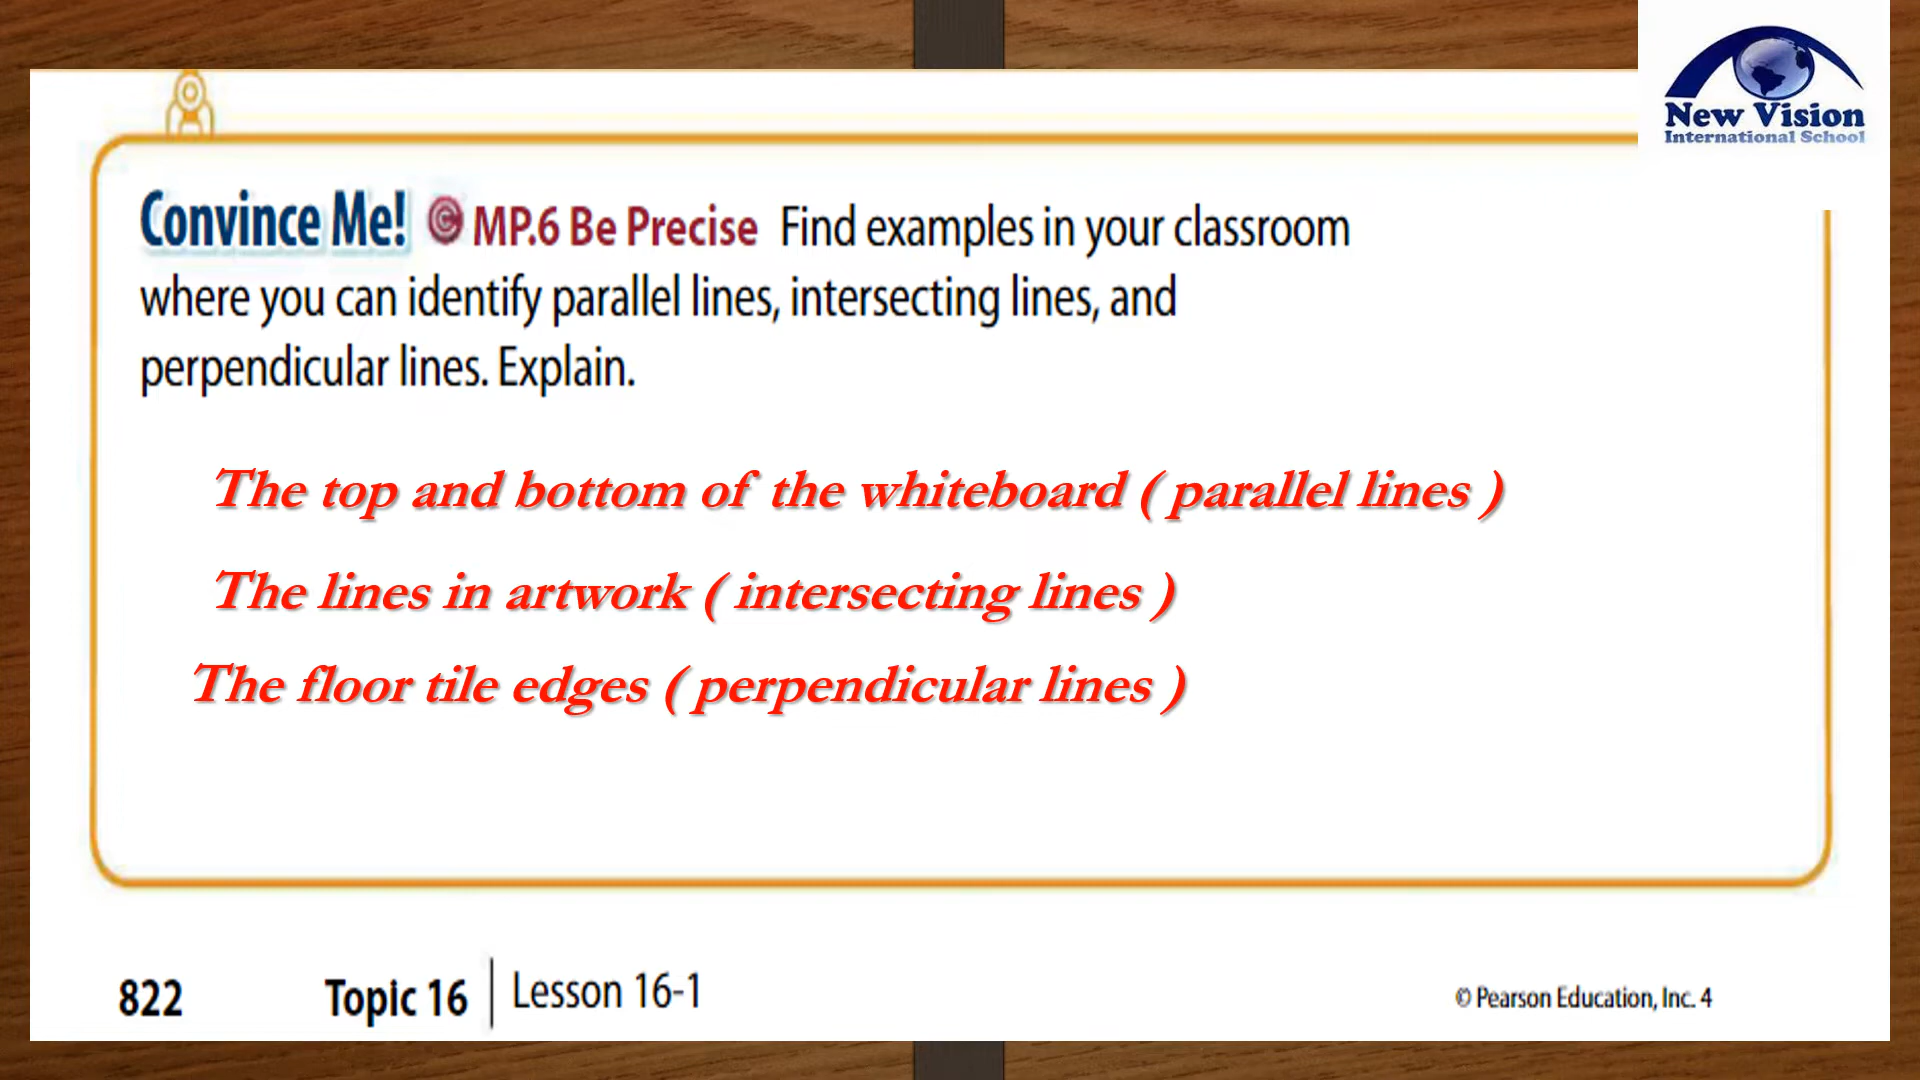 New Vision
International School
Convince Me! © MP.6 Be Precise Find examples in your classroom
where you can identify parallel lines, intersecting lines, and
perpendicular lines. Explain.
The top and bottom of the whiteboard ( parallel lines )
The lines in artwork ( intersecting lines )
The floor tile edges ( perpendicular lines )
822 Topic 16 | Lesson 16-1 © Pearson Education, Inc. 4